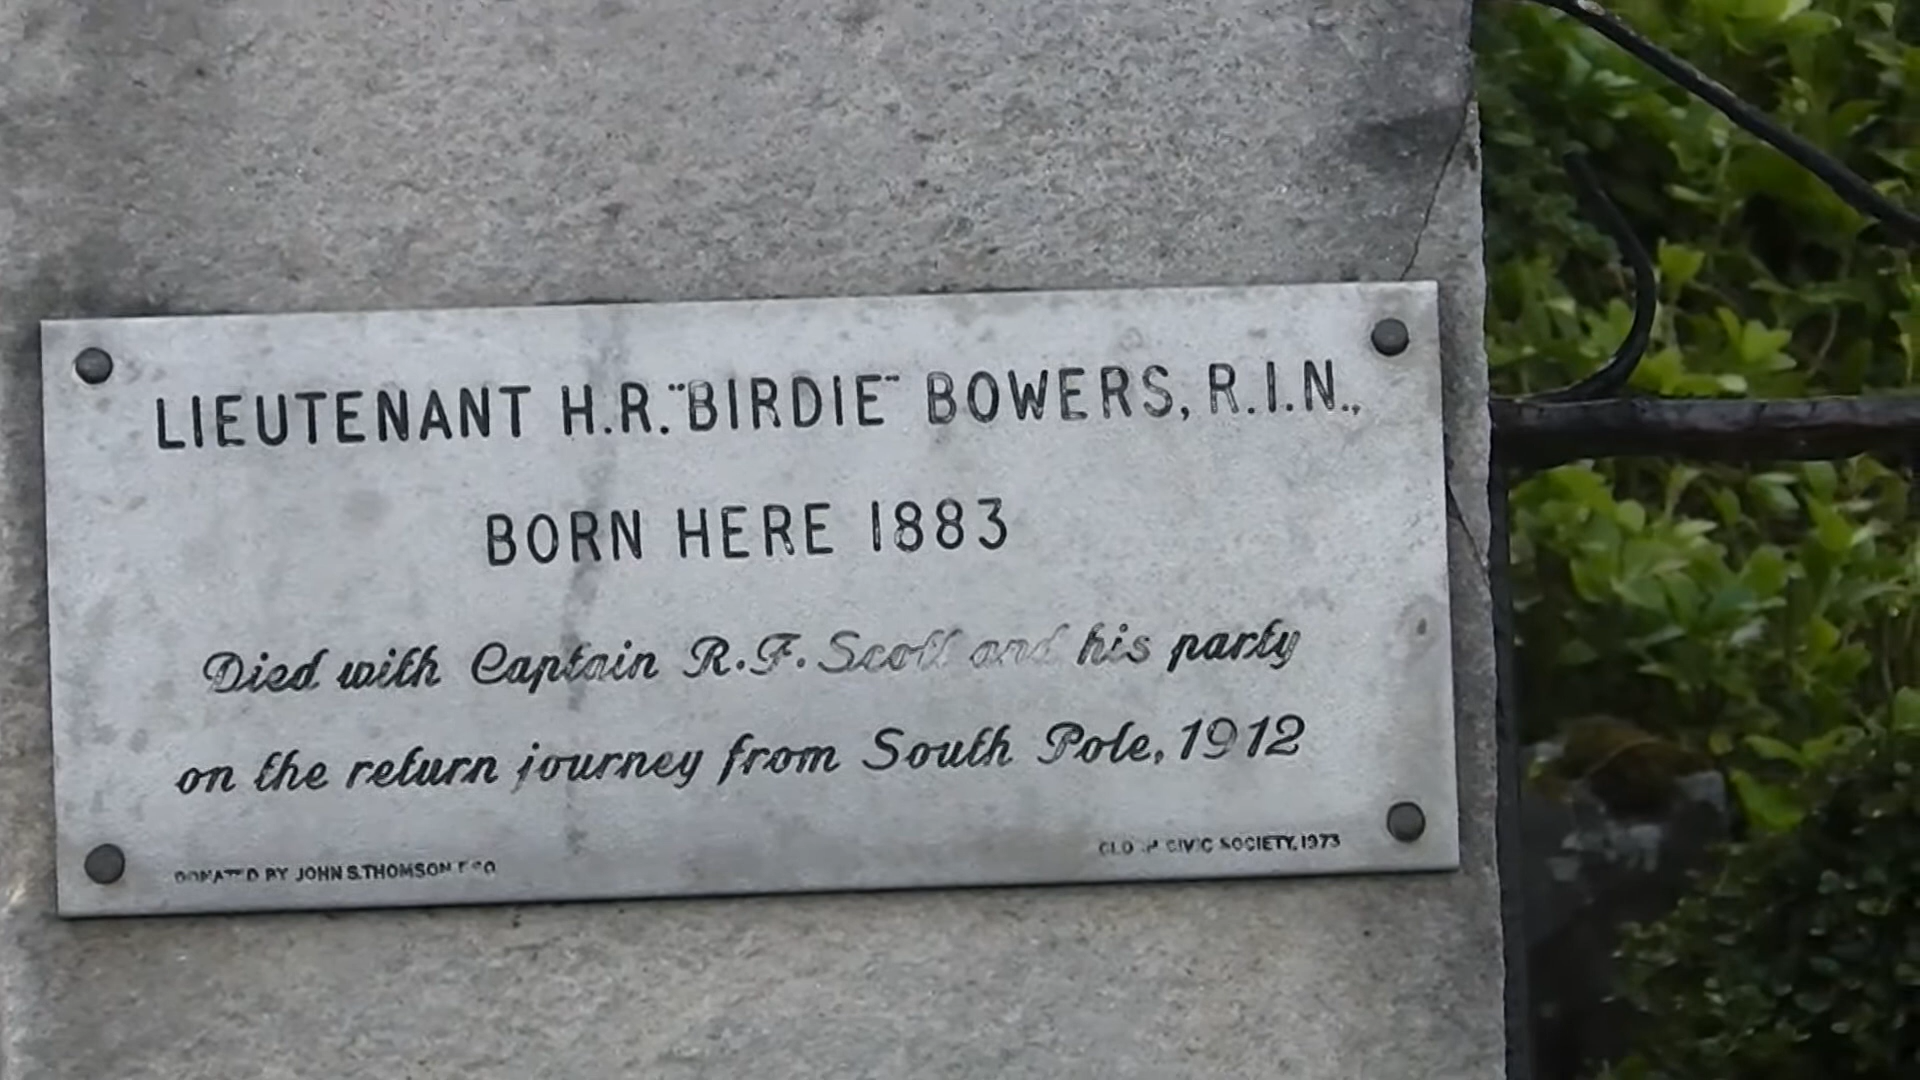 LIEUTENANT H.R. "BIRDIE" BOWERS, R.I.N.,
BORN HERE 1883
Died with Captain R.F. Scott and his party
on the return journey from South Pole, 1912
DONATED BY JOHN S. THOMSON
CIVIC SOCIETY, 1973